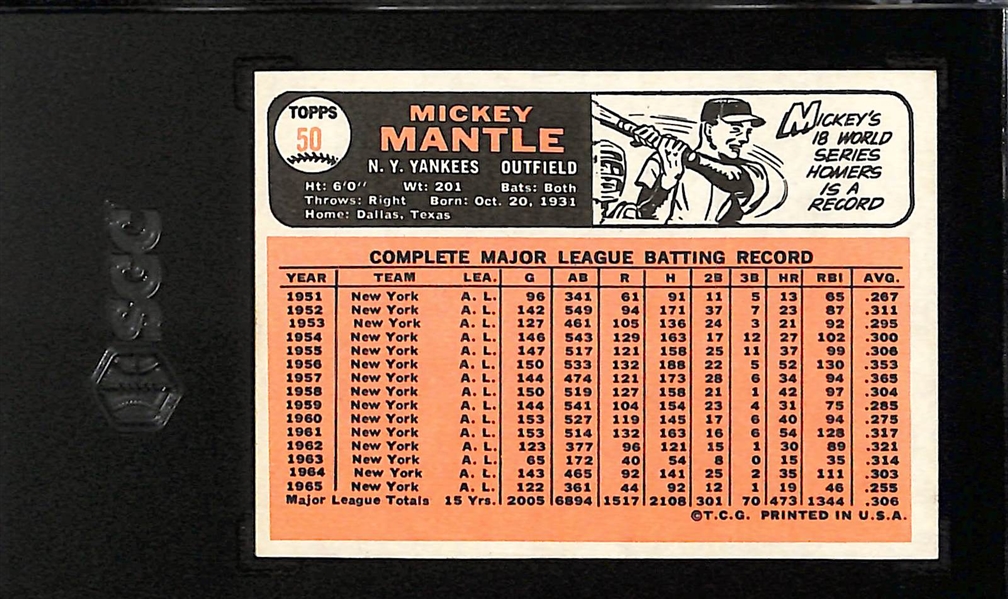 TOPPS
50
MICKEY
MANTLE
N. Y. YANKEES OUTFIELD
Ht: 6'0" Wt: 201 Bats: Both
Throws: Right Born: Oct. 20, 1931
Home: Dallas, Texas
MICKEY'S
18 WORLD
SERIES
HOMERS
IS A
RECORD
SGC
COMPLETE MAJOR LEAGUE BATTING RECORD
YEAR TEAM LEA. G AB R H 2B 3B HR RBI AVG.
1951 New York A. L. 96 341 61 91 11 5 13 65 .267
1952 New York A. L. 142 549 94 171 37 7 23 87 .311
1953 New York A. L. 127 461 105 136 24 3 21 92 .295
1954 New York A. L. 146 543 129 163 17 12 27 102 .300
1955 New York A. L. 147 517 121 158 25 11 37 99 .306
1956 New York A. L. 150 533 132 188 22 5 52 130 .353
1957 New York A. L. 144 474 121 173 28 6 34 94 .365
1958 New York A. L. 150 519 127 158 21 1 42 97 .304
1959 New York A. L. 144 541 104 154 23 4 31 75 .285
1960 New York A. L. 153 527 119 145 17 6 40 94 .275
1961 New York A. L. 153 514 132 163 16 6 54 128 .317
1962 New York A. L. 123 377 96 121 15 1 30 89 .321
1963 New York A. L. 65 172 40 54 8 0 15 35 .314
1964 New York A. L. 143 465 92 141 25 2 35 111 .303
1965 New York A. L. 122 361 44 92 12 1 19 46 .255
Major League Totals 15 Yrs. 2005 6894 1517 2108 301 70 473 1344 .306
©T.C.G. PRINTED IN U.S.A.